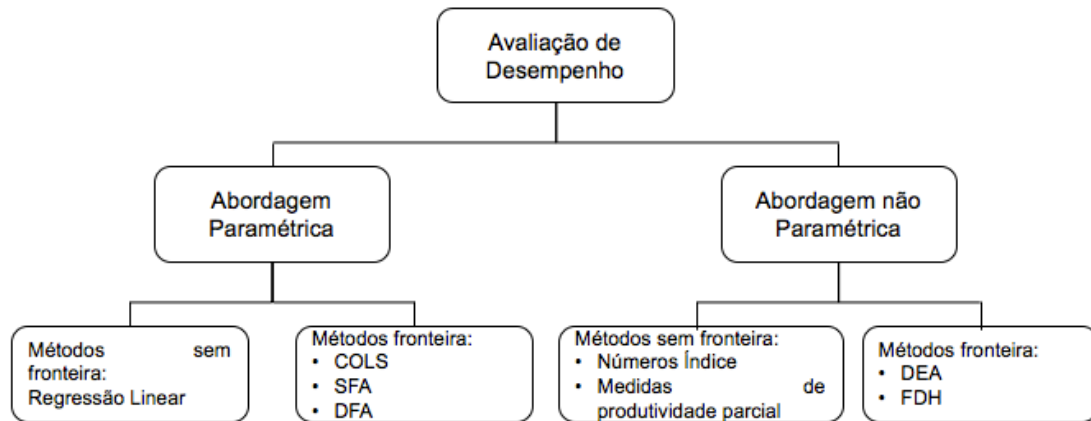 Avaliação de
Desempenho
Abordagem
Paramétrica
Abordagem não
Paramétrica
Métodos sem
fronteira:
Regressão Linear
Métodos fronteira:
• COLS
• SFA
• DFA
Métodos sem fronteira:
• Números Índice
• Medidas de
produtividade parcial
Métodos fronteira:
• DEA
• FDH